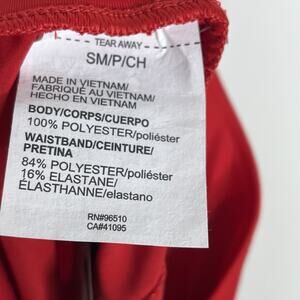 TEAR AWAY
SM/P/CH
MADE IN VIETNAM/
FABRIQUÉ AU VIETNAM/
HECHO EN VIETNAM
BODY/CORPS/CUERPO
100% POLYESTER/poliéster
WAISTBAND/CEINTURE/
PRETINA
84% POLYESTER/poliéster
16% ELASTANE/
ÉLASTHANNE/elastano
RN#96510
CA#41095